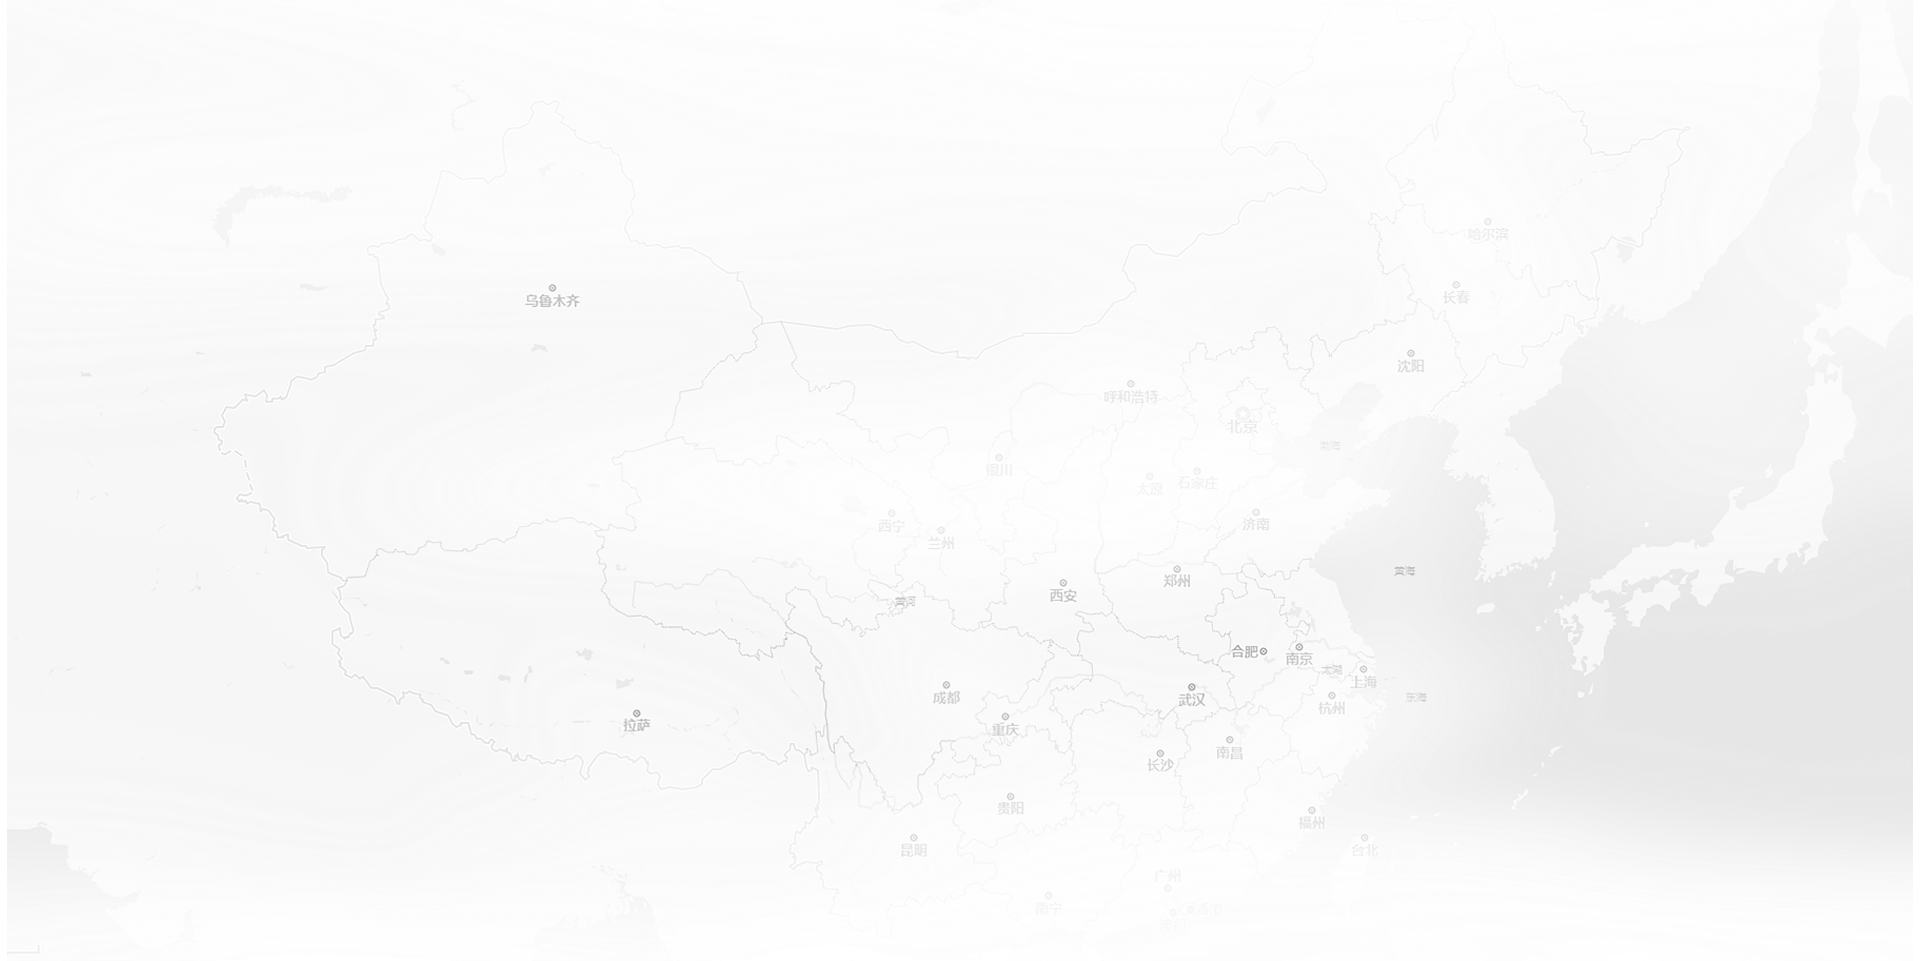 哈尔滨
长春
乌鲁木齐
沈阳
呼和浩特
北京
渤海
银川
石家庄
太原
济南
西宁
兰州
黄海
郑州
西安
黄河
合肥
南京
太湖
上海
成都
东海
武汉
杭州
拉萨
重庆
南昌
长沙
贵阳
福州
昆明
台北
广州
南宁